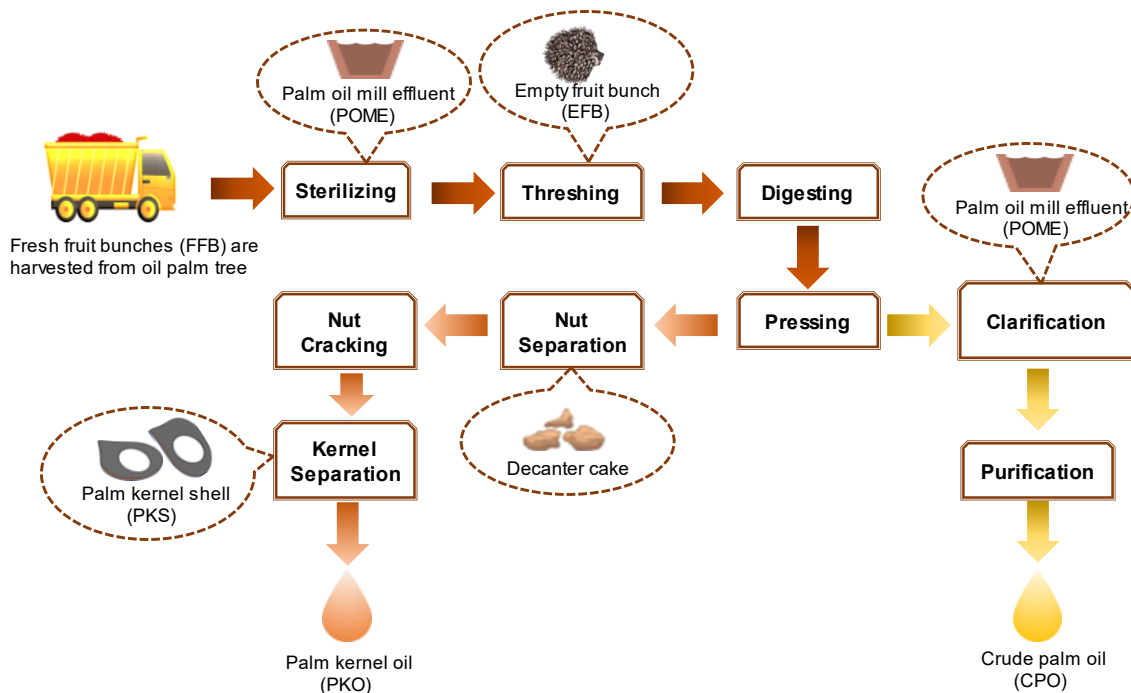 Palm oil mill effluent
(POME)
Empty fruit bunch
(EFB)
Sterilizing
Threshing
Digesting
Palm oil mill effluent
(POME)
Fresh fruit bunches (FFB) are
harvested from oil palm tree
Nut
Cracking
Nut
Separation
Pressing
Clarification
Kernel
Separation
Decanter cake
Palm kernel shell
(PKS)
Purification
Palm kernel oil
(PKO)
Crude palm oil
(CPO)